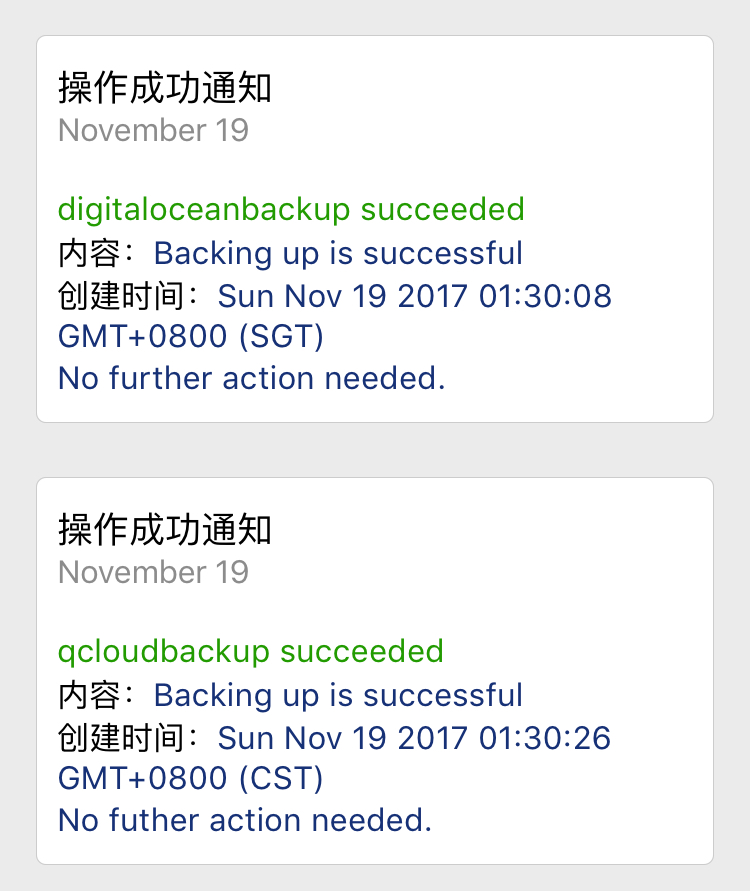 操作成功通知
November 19
digitaloceanbackup succeeded
内容：Backing up is successful
创建时间：Sun Nov 19 2017 01:30:08
GMT+0800 (SGT)
No further action needed.
操作成功通知
November 19
qcloudbackup succeeded
内容：Backing up is successful
创建时间：Sun Nov 19 2017 01:30:26
GMT+0800 (CST)
No futher action needed.